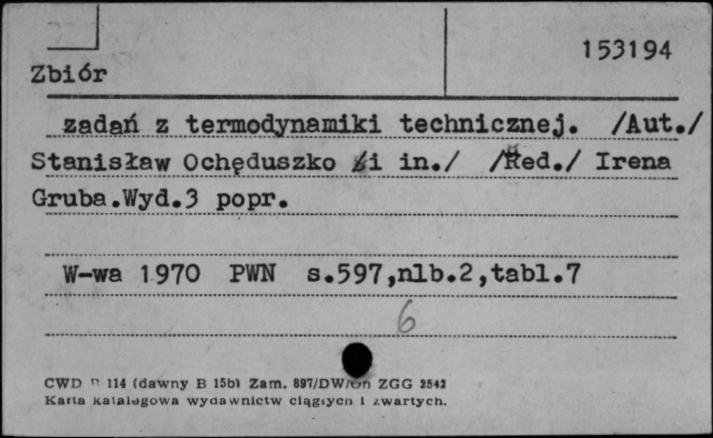 153194
Zbiór
zadań z termodynamiki technicznej. /Aut./
Stanisław Ochęduszko /i in./ /Red./ Irena
Gruba.Wyd.3 popr.
W-wa 1970 PWN s.597,nlb.2,tabl.7
6
CWD 114 (dawny B 15b) Zam. 897/DW/ ZGG 2542
Karta katalogowa wydawnictw ciągłych i zwartych.